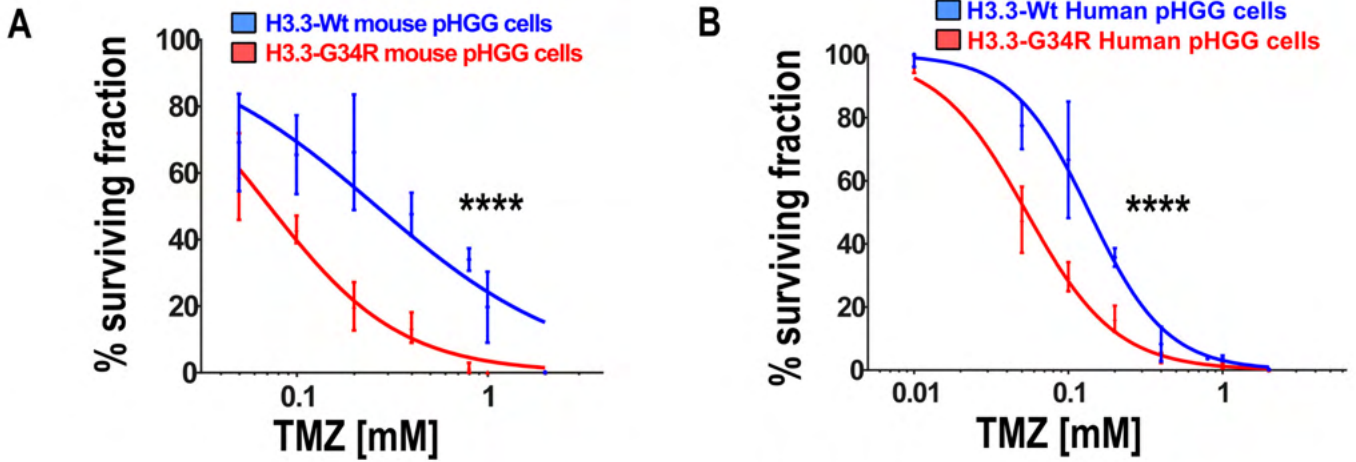 A
H3.3-Wt mouse pHGG cells
H3.3-G34R mouse pHGG cells
% surviving fraction
100
80
60
40
20
0
****
0.1
1
TMZ [mM]
B
H3.3-Wt Human pHGG cells
H3.3-G34R Human pHGG cells
% surviving fraction
100
80
60
40
20
0
****
0.01
0.1
1
TMZ [mM]